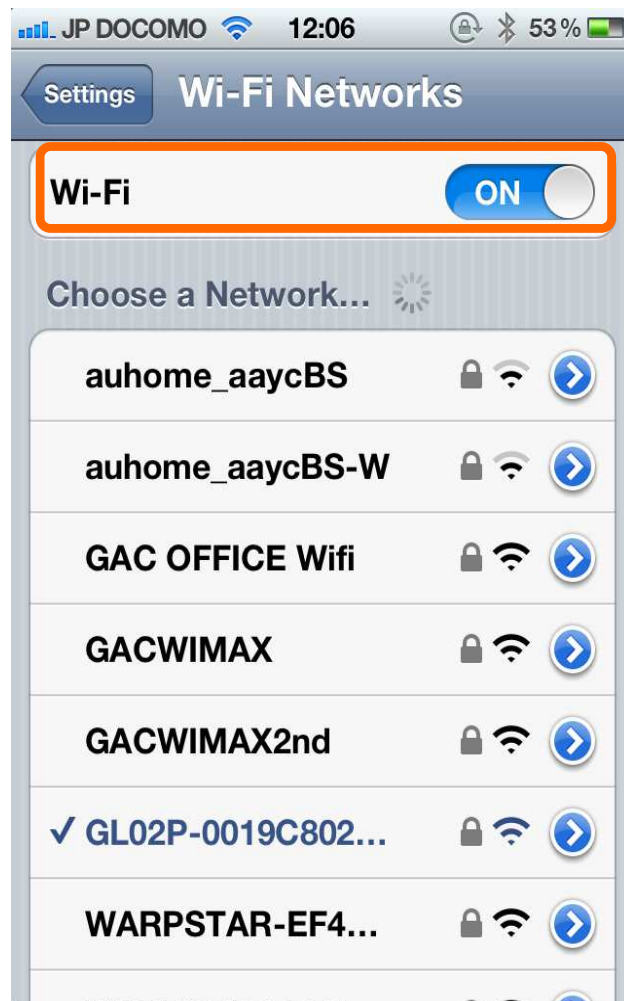 JP DOCOMO 12:06 53%
Settings Wi-Fi Networks
Wi-Fi ON
Choose a Network...
auhome_aaycBS
auhome_aaycBS-W
GAC OFFICE Wifi
GACWIMAX
GACWIMAX2nd
✓ GL02P-0019C802...
WARPSTAR-EF4...